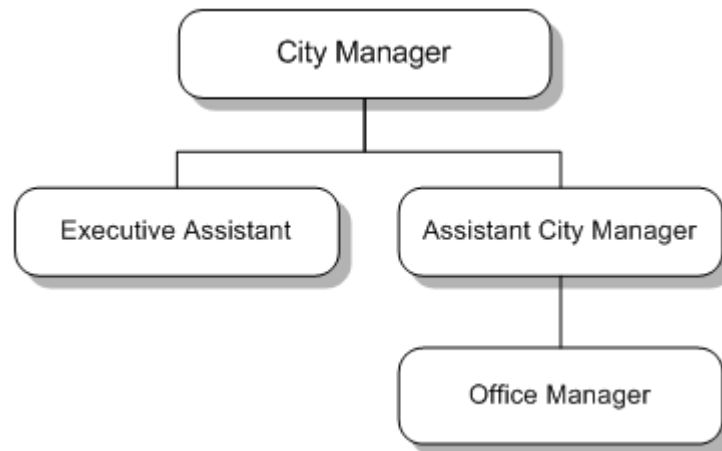 City Manager
Executive Assistant
Assistant City Manager
Office Manager